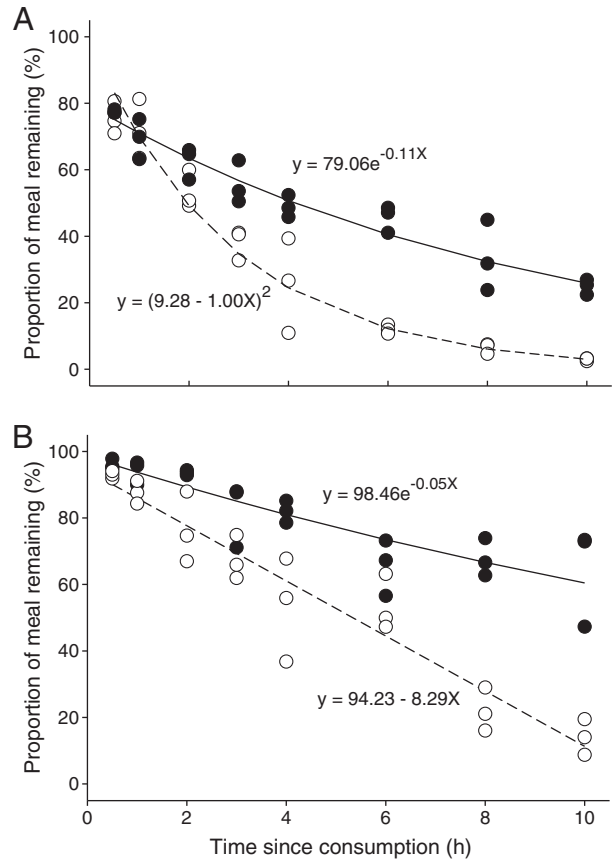 A
100
80
60
40
20
0
Proportion of meal remaining (%)
y = 79.06e^-0.11X
y = (9.28 - 1.00X)^2
B
100
80
60
40
20
0
Proportion of meal remaining (%)
y = 98.46e^-0.05X
y = 94.23 - 8.29X
0 2 4 6 8 10
Time since consumption (h)